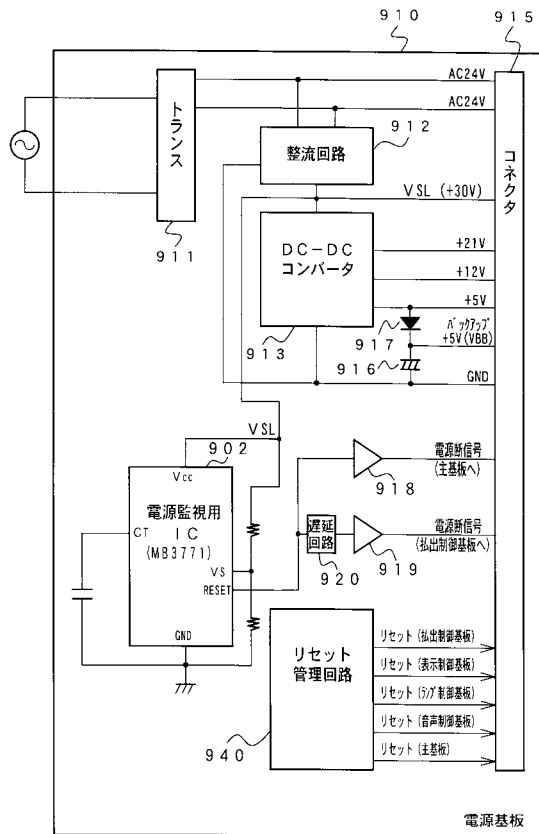 910
915
AC24V
AC24V
トランス
911
整流回路
912
コネクタ
VSL (+30V)
DC-DC
コンバータ
913
+21V
+12V
+5V
917
バックアップ
+5V(VBB)
916
GND
VSL
902
Vcc
電源監視用
IC
(MB3771)
CT
VS
RESET
GND
918
電源断信号
(主基板へ)
遅延
回路
920
919
電源断信号
(払出制御基板へ)
リセット
管理回路
940
リセット(払出制御基板)
リセット(表示制御基板)
リセット(ランプ制御基板)
リセット(音声制御基板)
リセット(主基板)
電源基板